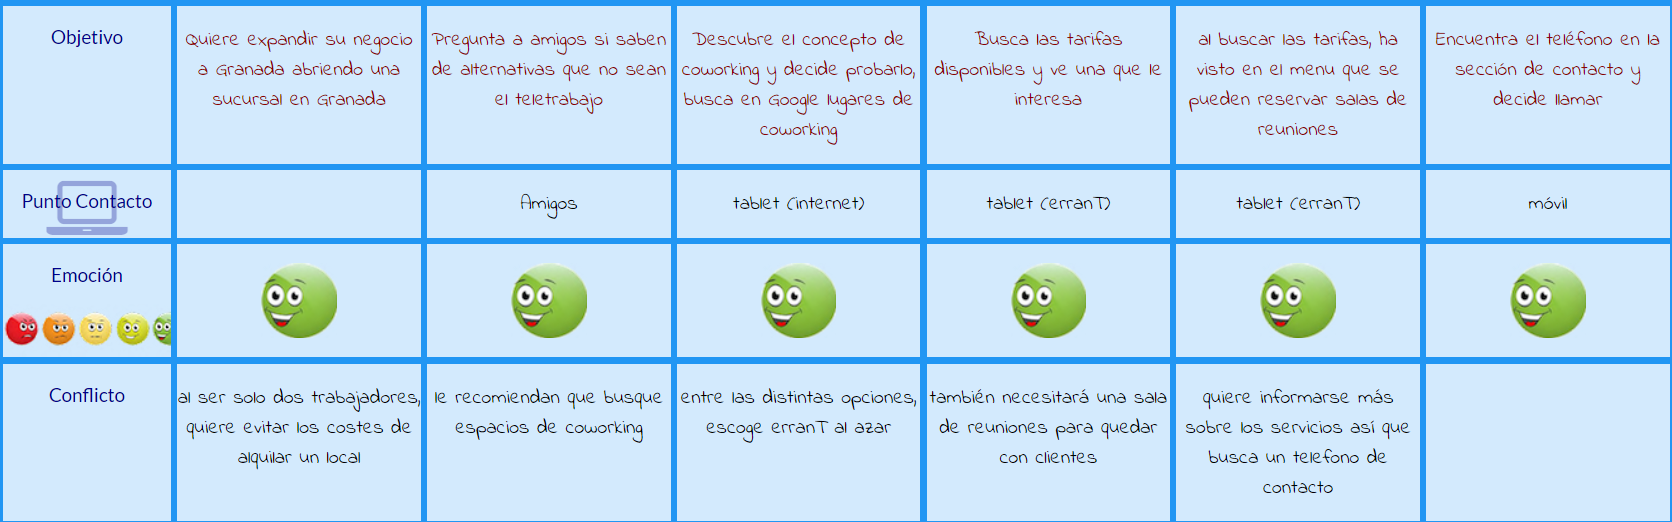 Objetivo
Quiere expandir su negocio
a Granada abriendo una
sucursal en Granada
Pregunta a amigos si saben
de alternativas que no sean
el teletrabajo
Descubre el concepto de
coworking y decide probarlo,
busca en Google lugares de
coworking
Busca las tarifas
disponibles y ve una que le
interesa
al buscar las tarifas, ha
visto en el menu que se
pueden reservar salas de
reuniones
Encuentra el teléfono en la
sección de contacto y
decide llamar
Punto Contacto
Amigos
tablet (internet)
tablet (erranT)
tablet (erranT)
móvil
Emoción
Conflicto
al ser solo dos trabajadores,
quiere evitar los costes de
alquilar un local
le recomiendan que busque
espacios de coworking
entre las distintas opciones,
escoge erranT al azar
también necesitará una sala
de reuniones para quedar
con clientes
quiere informarse más
sobre los servicios así que
busca un telefono de
contacto